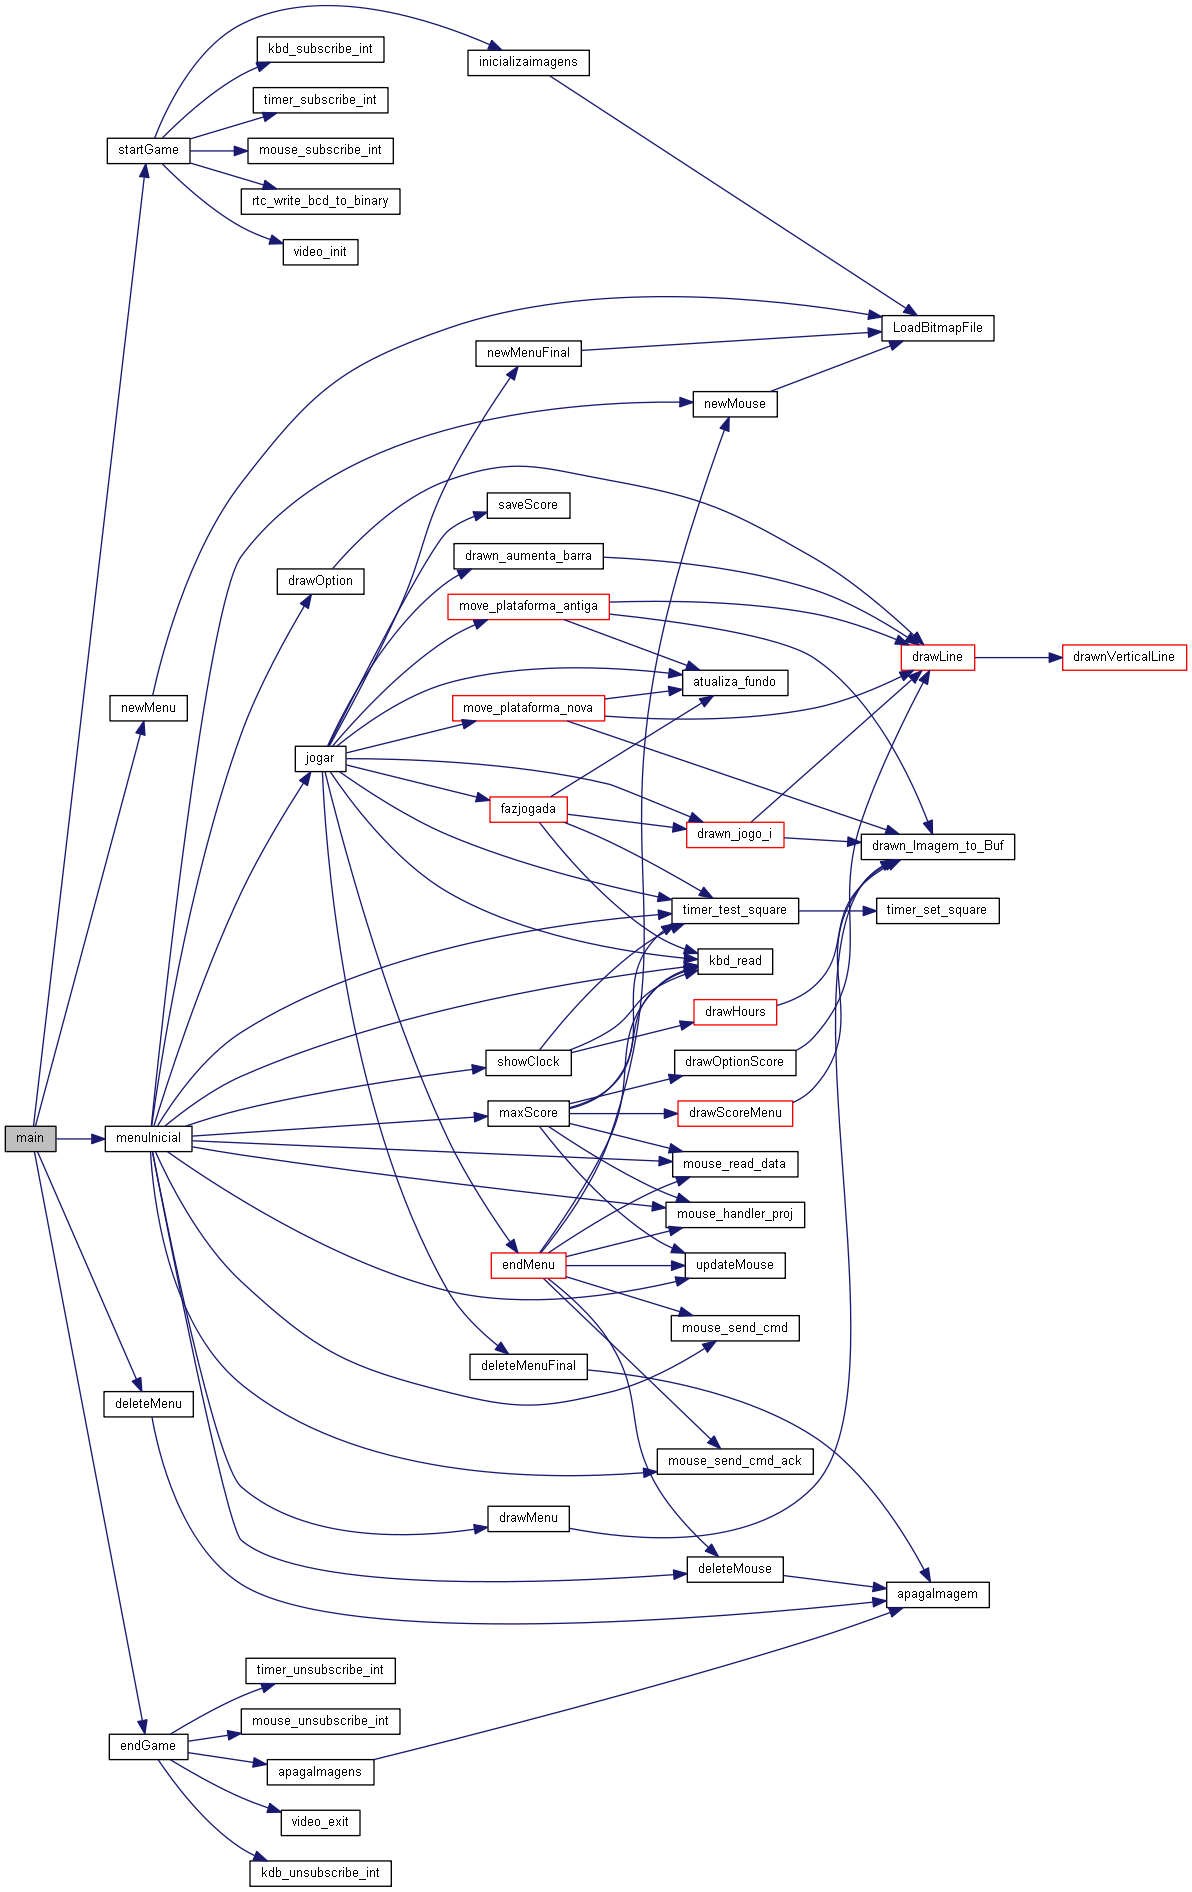 kbd_subscribe_int
inicializaimagens
timer_subscribe_int
startGame
mouse_subscribe_int
rtc_write_bcd_to_binary
video_init
LoadBitmapFile
newMenuFinal
newMouse
saveScore
drawn_aumenta_barra
drawOption
move_plataforma_antiga
drawLine
drawnVerticalLine
atualiza_fundo
newMenu
move_plataforma_nova
jogar
fazjogada
drawn_jogo_i
drawn_Imagem_to_Buf
timer_test_square
timer_set_square
kbd_read
drawHours
showClock
drawOptionScore
maxScore
drawScoreMenu
main
menuInicial
mouse_read_data
mouse_handler_proj
endMenu
updateMouse
mouse_send_cmd
deleteMenuFinal
deleteMenu
mouse_send_cmd_ack
drawMenu
deleteMouse
apagaImagem
timer_unsubscribe_int
mouse_unsubscribe_int
endGame
apagaImagens
video_exit
kdb_unsubscribe_int